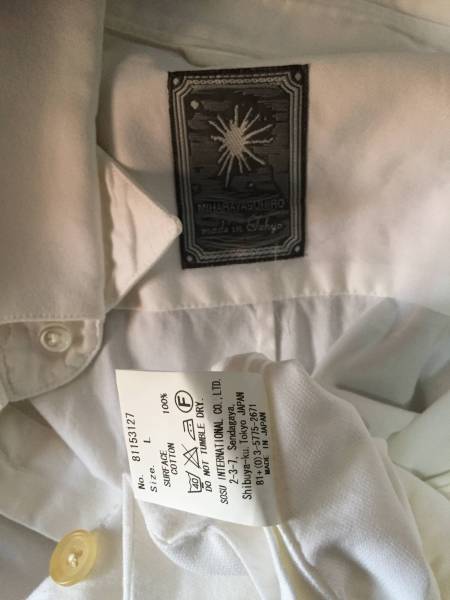 MIHARAYASUHIRO
made in Tokyo
No. 81153127
Size. L
SURFACE
COTTON 100%
40 F
DO NOT TUMBLE DRY.
SOSU INTERNATIONAL CO., LTD.
2-3-7, Sendagaya,
Shibuya-ku, Tokyo JAPAN
81+(0)3-5775-2671
MADE IN JAPAN